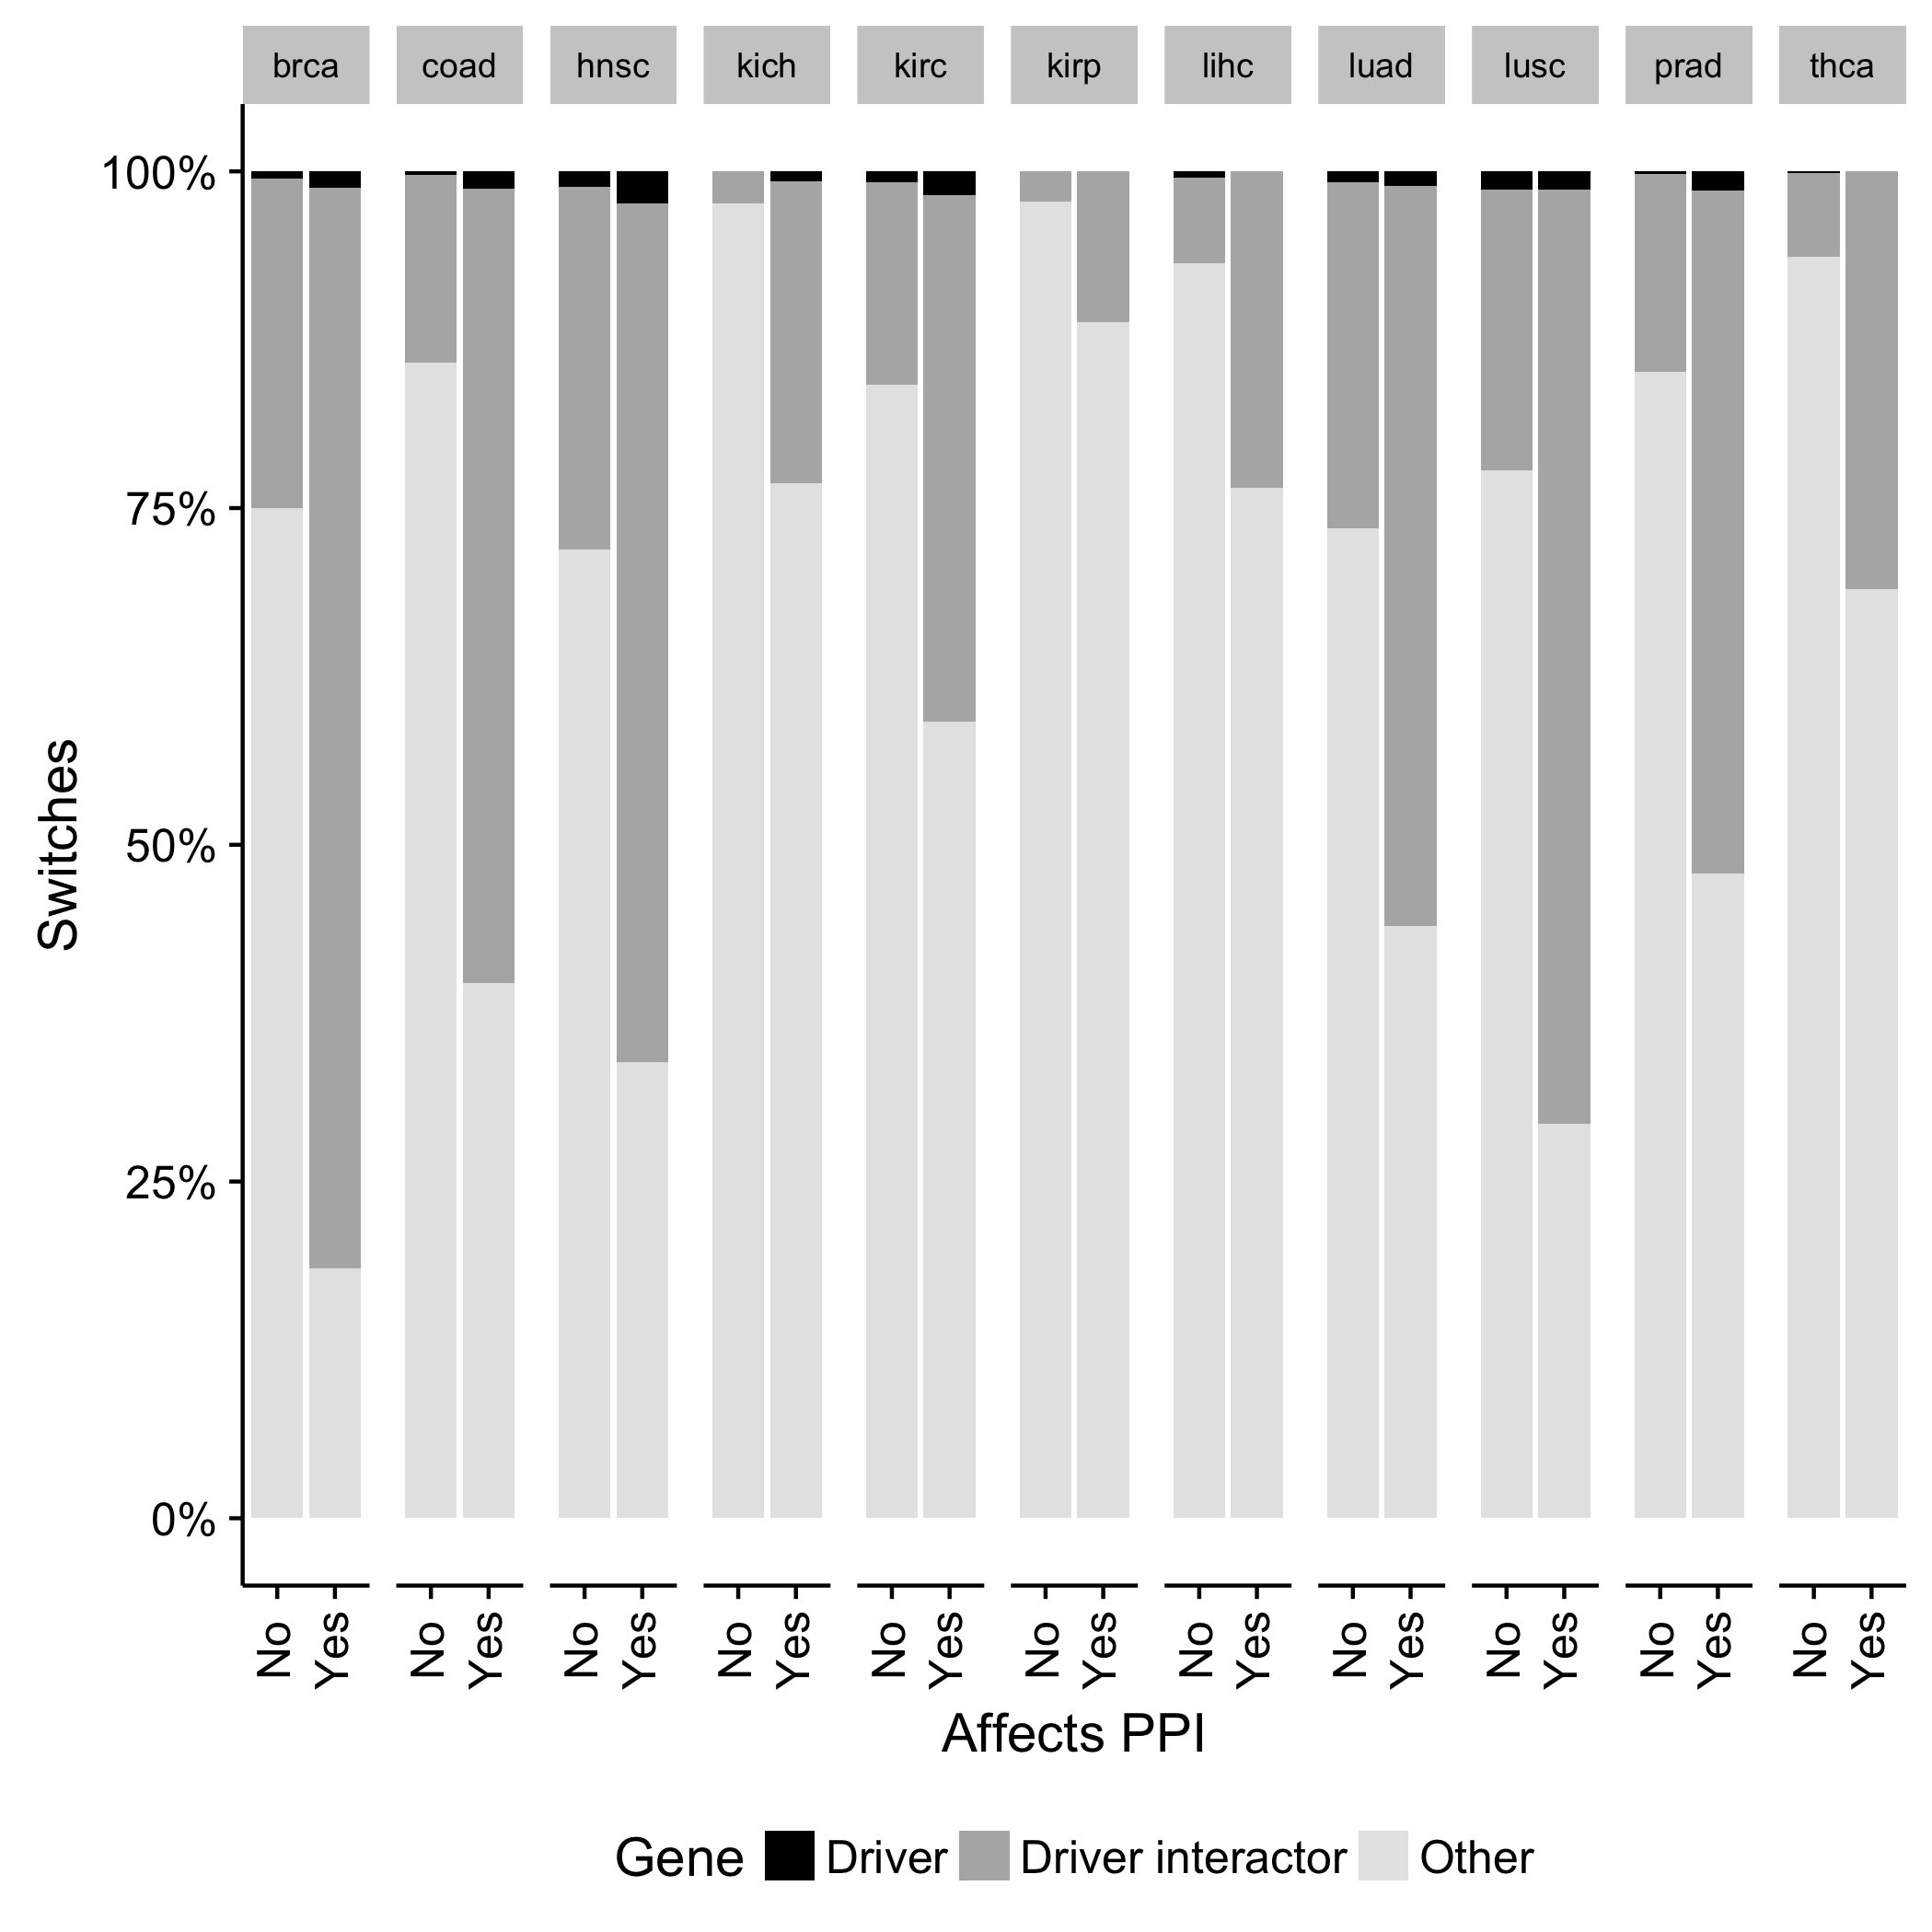 brca coad hnsc kich kirc kirp lihc luad lusc prad thca
100%
75%
50%
25%
0%
Switches
No Yes No Yes No Yes No Yes No Yes No Yes No Yes No Yes No Yes No Yes No Yes
Affects PPI
Gene Driver Driver interactor Other